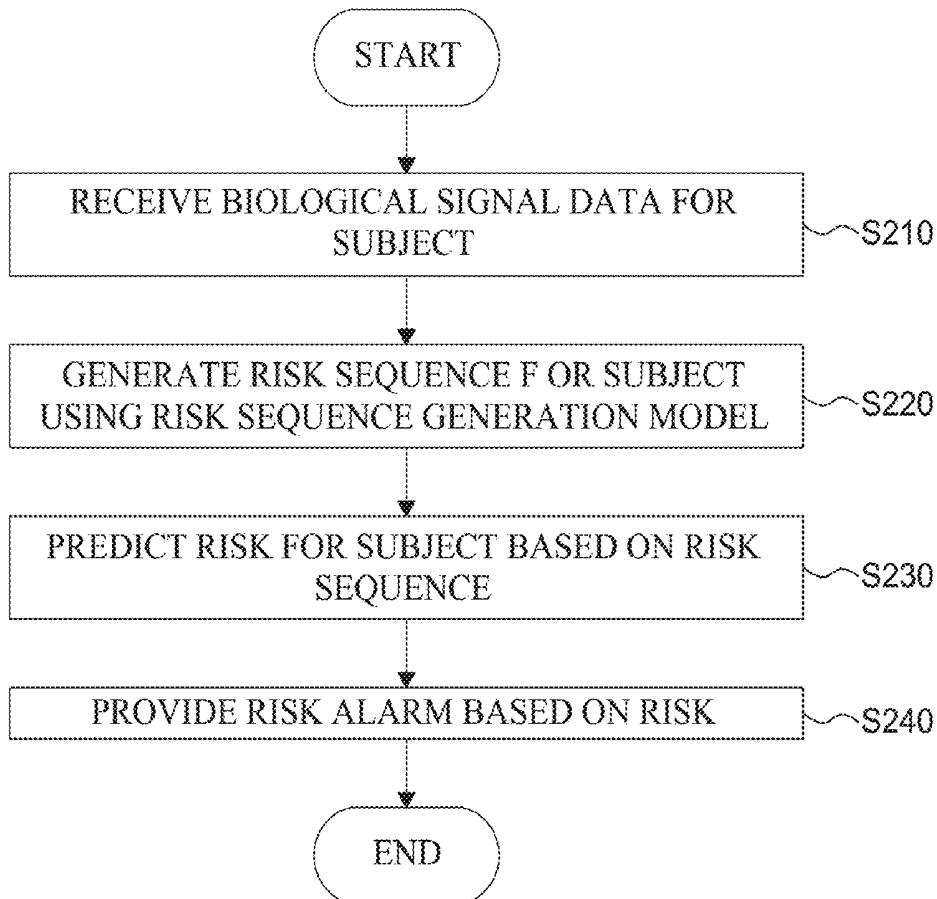 START
RECEIVE BIOLOGICAL SIGNAL DATA FOR
SUBJECT
S210
GENERATE RISK SEQUENCE F OR SUBJECT
USING RISK SEQUENCE GENERATION MODEL
S220
PREDICT RISK FOR SUBJECT BASED ON RISK
SEQUENCE
S230
PROVIDE RISK ALARM BASED ON RISK
S240
END